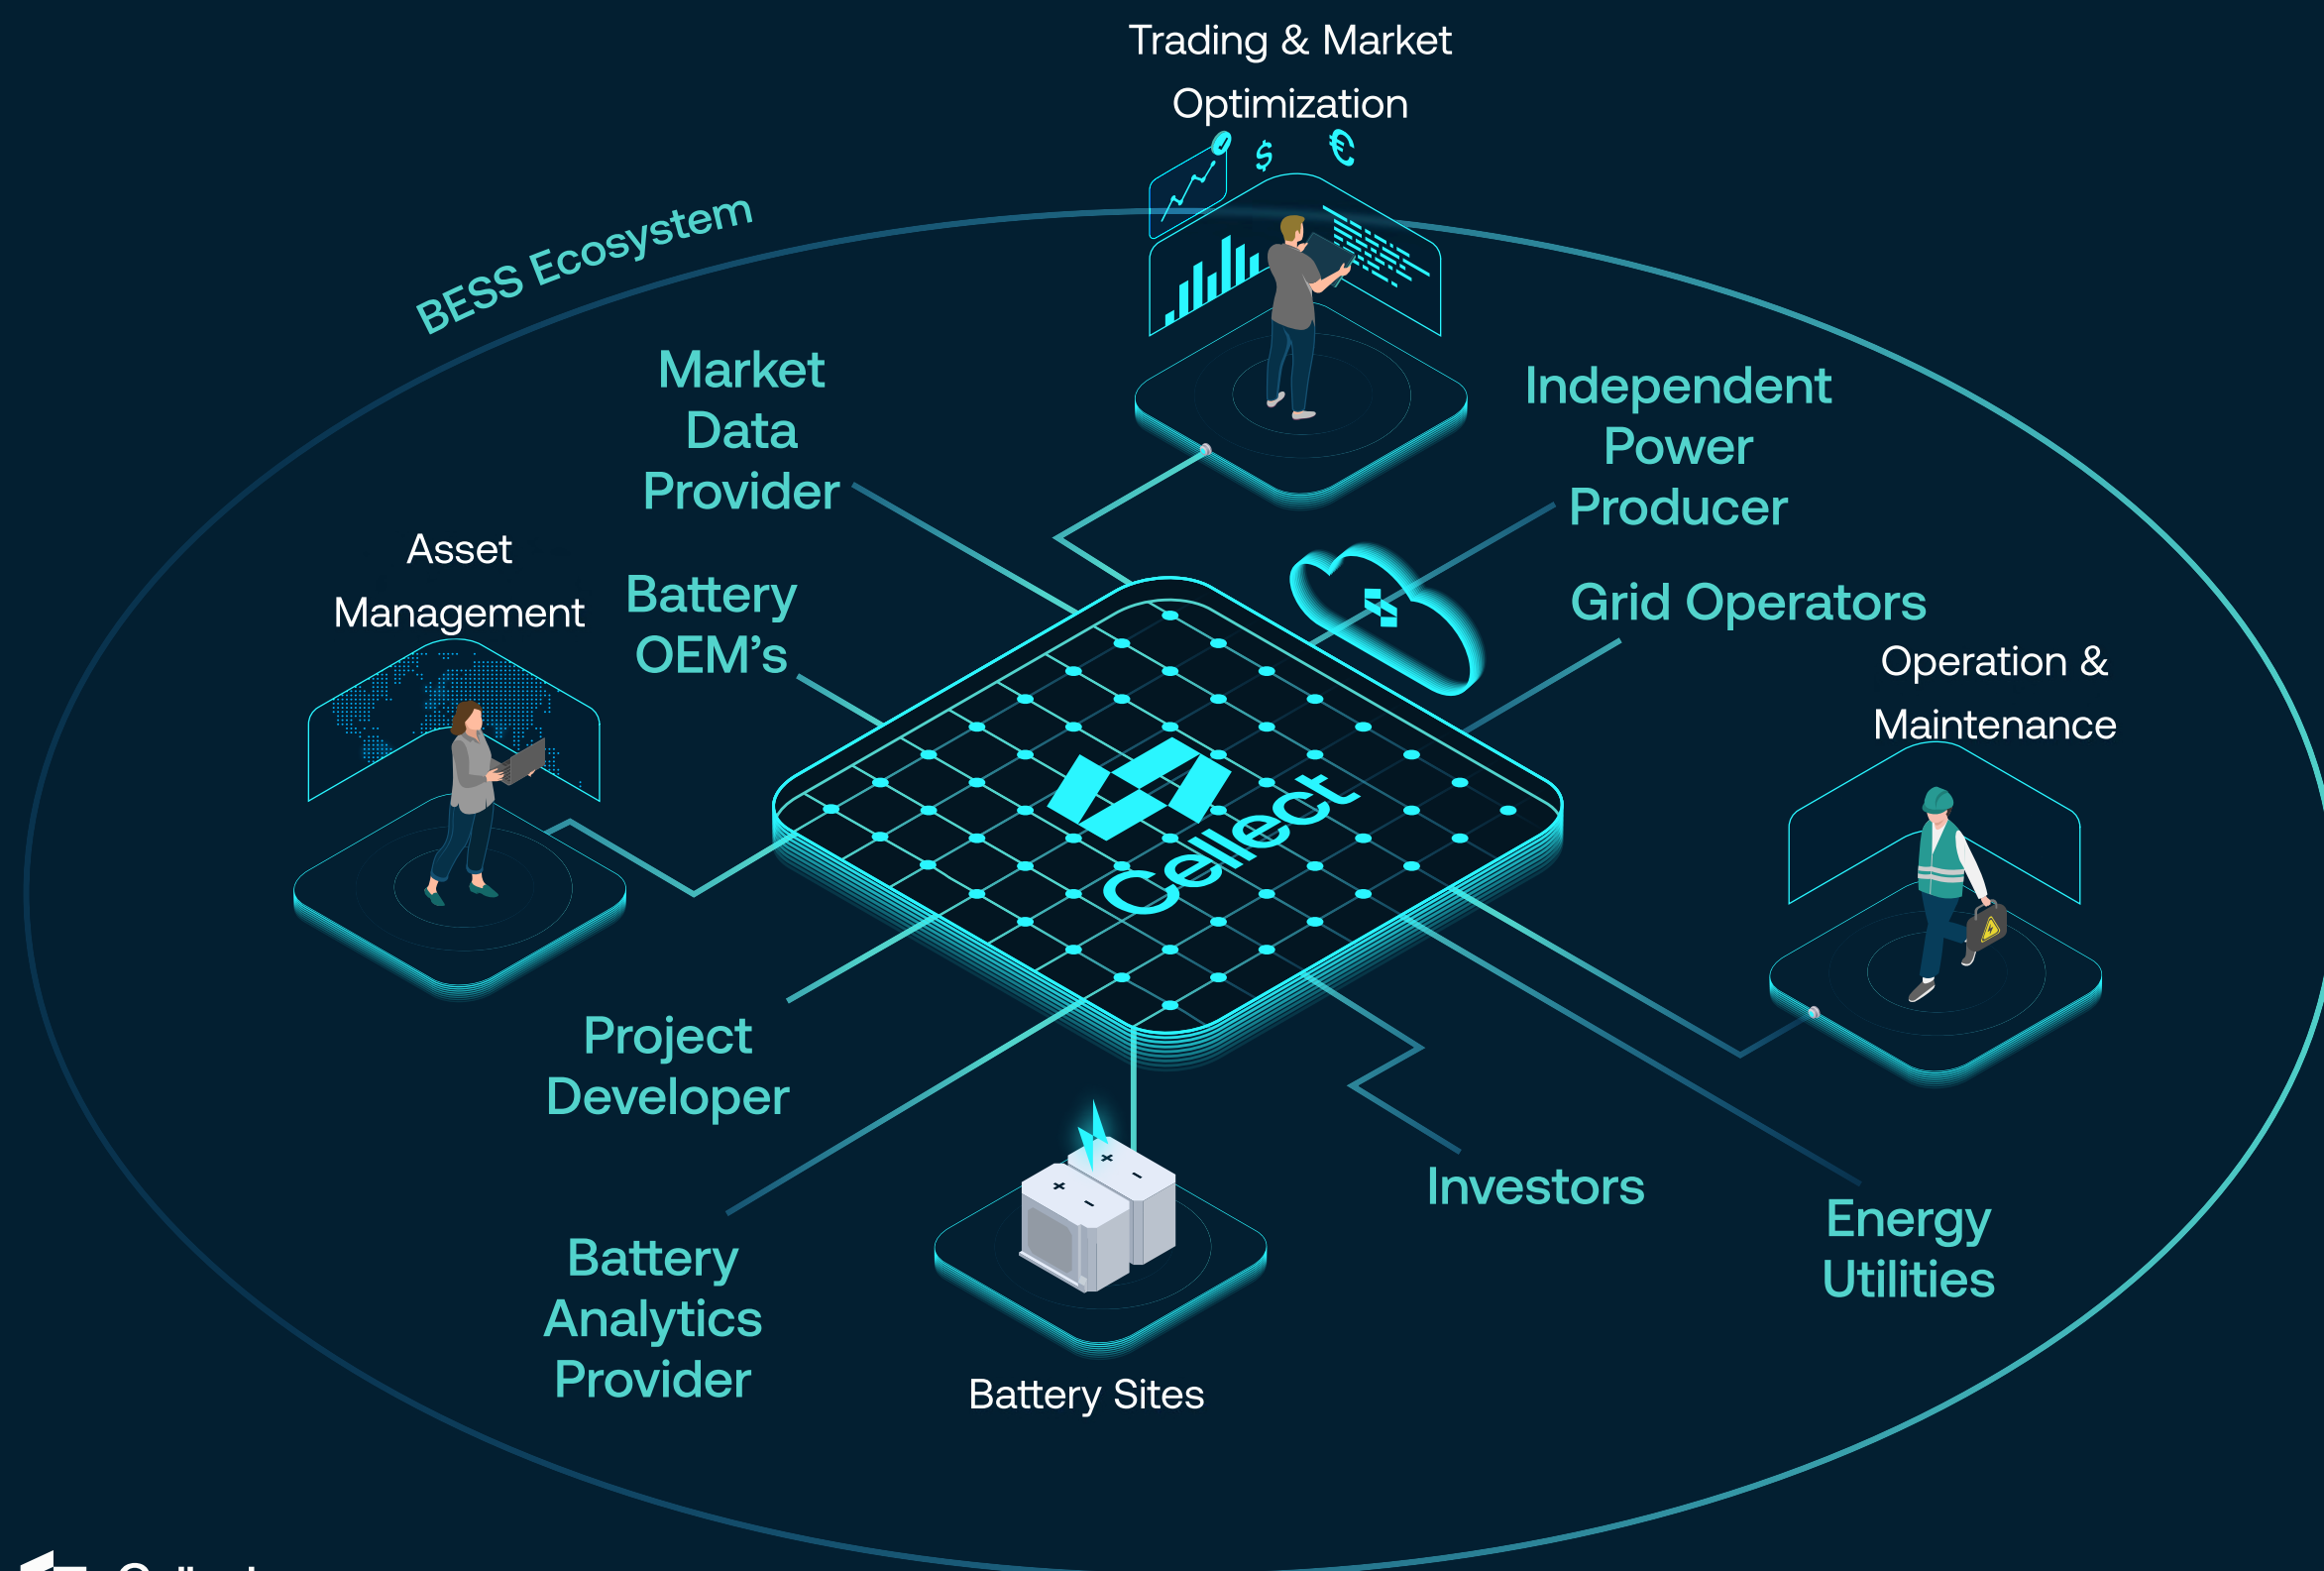 Trading & Market
Optimization
$ €
BESS Ecosystem
Market
Data
Provider
Independent
Power
Producer
Asset
Management
Battery
OEM’s
Grid Operators
Operation &
Maintenance
Cellect
Project
Developer
Investors
Battery
Analytics
Provider
Energy
Utilities
Battery Sites